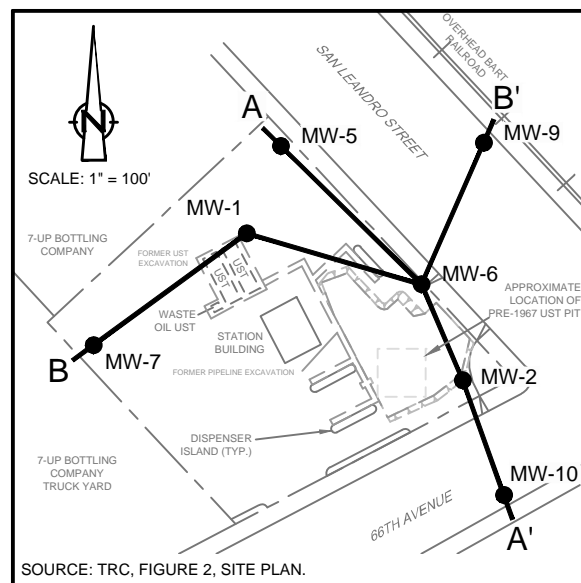 OVERHEAD BART
RAILROAD
SAN LEANDRO STREET
A
B'
MW-5
MW-9
N
SCALE: 1" = 100'
MW-1
7-UP BOTTLING
COMPANY
FORMER UST
EXCAVATION
UST
UST
MW-6
APPROXIMATE
LOCATION OF
PRE-1967 UST PIT
WASTE
OIL UST
STATION
BUILDING
B
MW-7
FORMER PIPELINE EXCAVATION
MW-2
DISPENSER
ISLAND (TYP.)
7-UP BOTTLING
COMPANY
TRUCK YARD
MW-10
66TH AVENUE
A'
SOURCE: TRC, FIGURE 2, SITE PLAN.